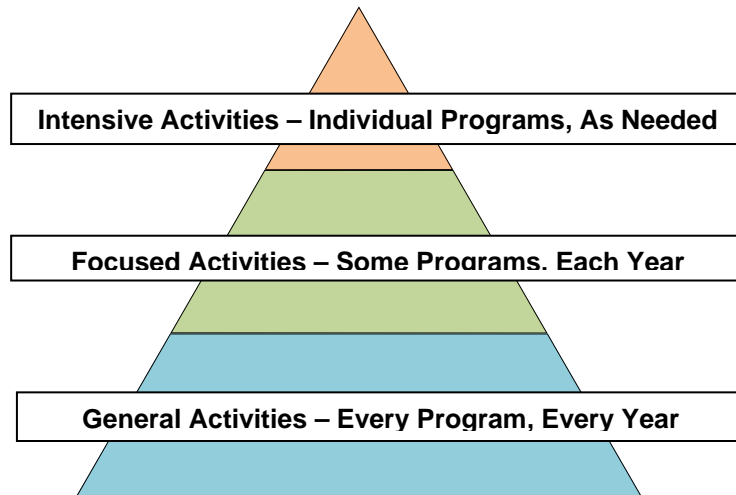 Intensive Activities – Individual Programs, As Needed
Focused Activities – Some Programs, Each Year
General Activities – Every Program, Every Year